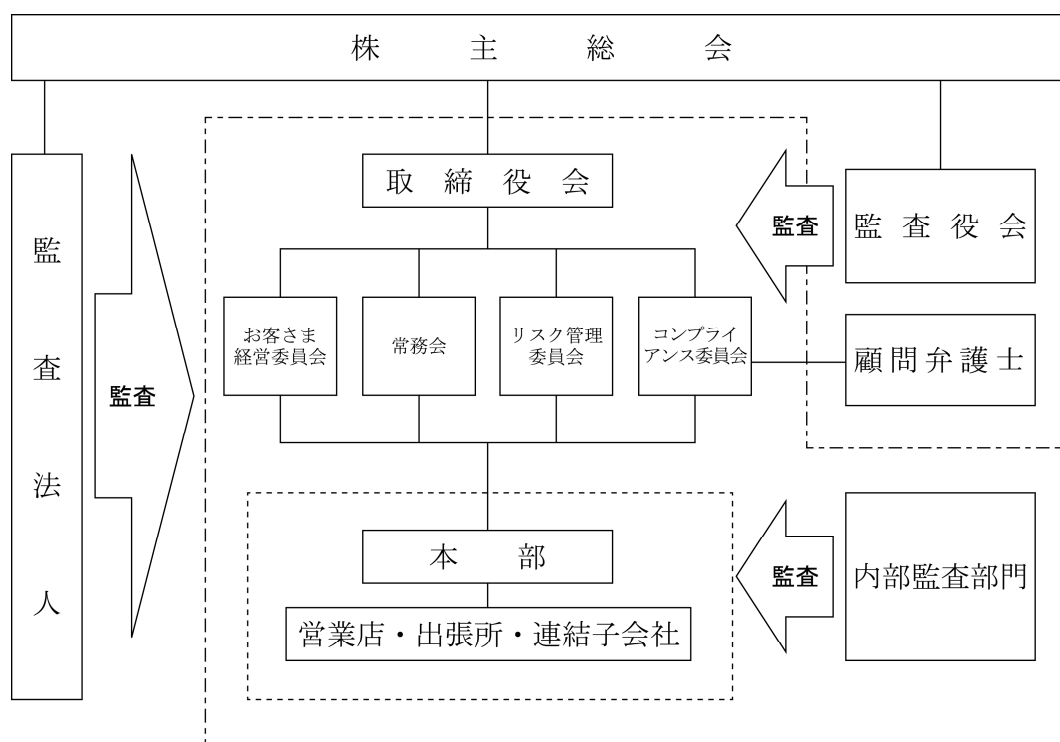 株主総会
監査法人
監査
取締役会
監査
監査役会
お客さま
経営委員会
常務会
リスク管理
委員会
コンプライ
アンス委員会
顧問弁護士
本部
営業店・出張所・連結子会社
監査
内部監査部門